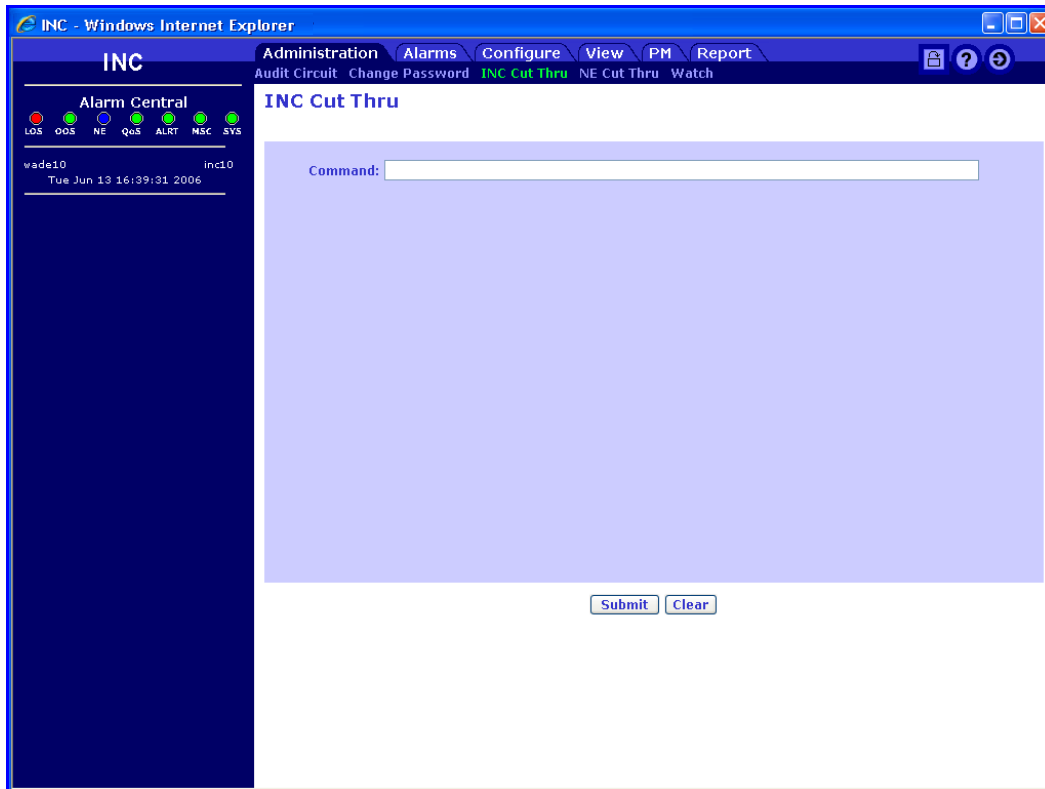 INC - Windows Internet Explorer
INC
Administration Alarms Configure View PM Report
Audit Circuit Change Password INC Cut Thru NE Cut Thru Watch
Alarm Central
LOS OOS NE QoS ALRT MSC SYS
wade10 inc10
Tue Jun 13 16:39:31 2006
INC Cut Thru
Command:
Submit Clear